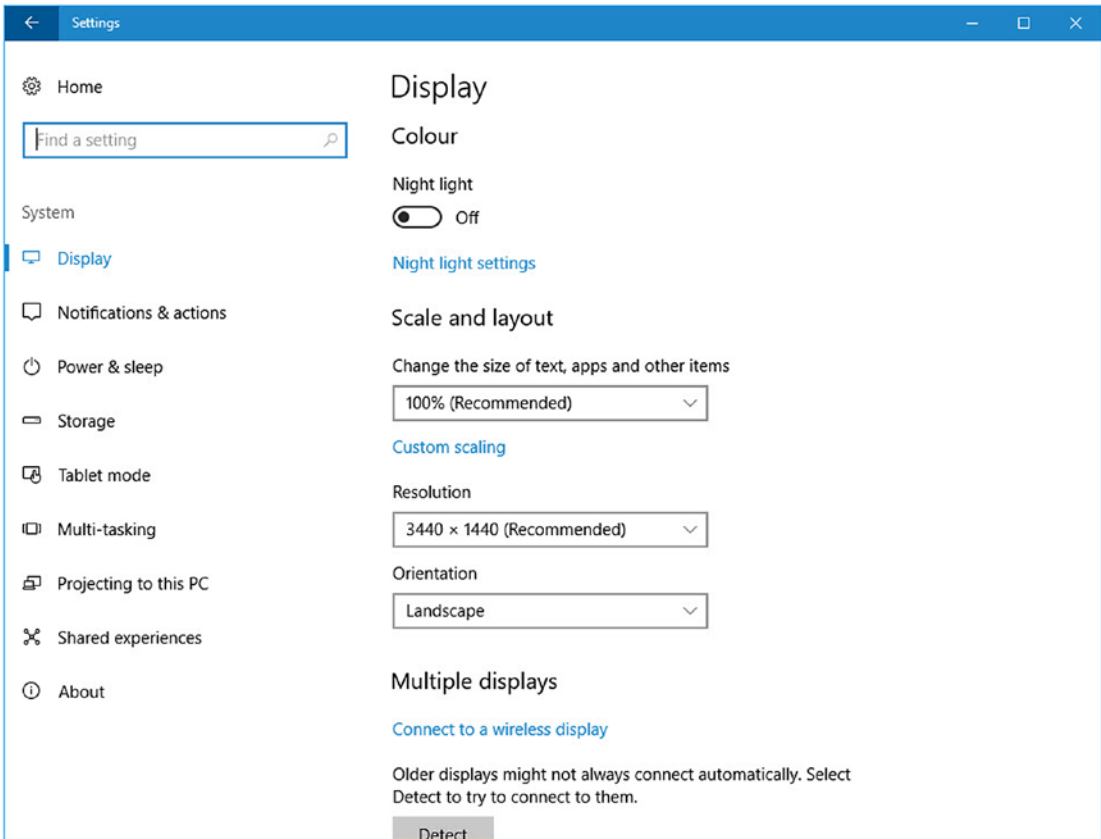 Settings
Home
Find a setting
System
Display
Notifications & actions
Power & sleep
Storage
Tablet mode
Multi-tasking
Projecting to this PC
Shared experiences
About
Display
Colour
Night light
Off
Night light settings
Scale and layout
Change the size of text, apps and other items
100% (Recommended)
Custom scaling
Resolution
3440 × 1440 (Recommended)
Orientation
Landscape
Multiple displays
Connect to a wireless display
Older displays might not always connect automatically. Select
Detect to try to connect to them.
Detect